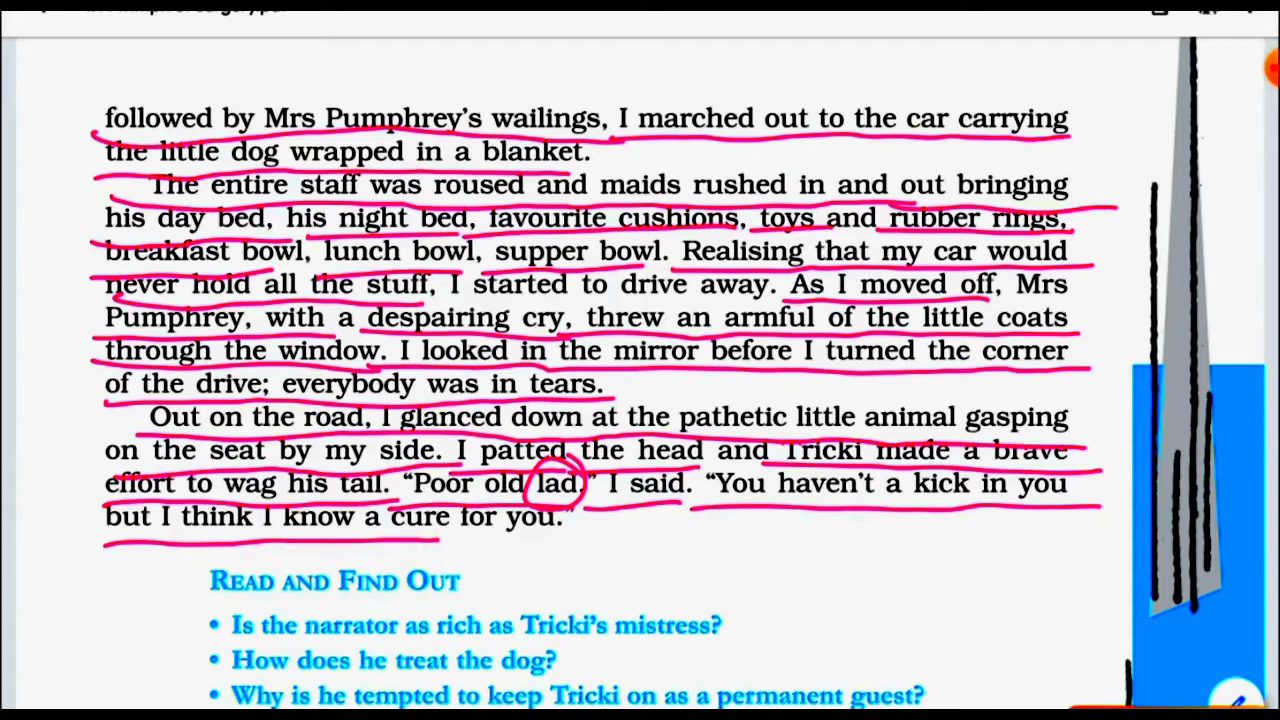 followed by Mrs Pumphrey's wailings, I marched out to the car carrying
the little dog wrapped in a blanket.
The entire staff was roused and maids rushed in and out bringing
his day bed, his night bed, favourite cushions, toys and rubber rings,
breakfast bowl, lunch bowl, supper bowl. Realising that my car would
never hold all the stuff, I started to drive away. As I moved off, Mrs
Pumphrey, with a despairing cry, threw an armful of the little coats
through the window. I looked in the mirror before I turned the corner
of the drive; everybody was in tears.
Out on the road, I glanced down at the pathetic little animal gasping
on the seat by my side. I patted the head and Tricki made a brave
effort to wag his tail. “Poor old lad.” I said. “You haven't a kick in you
but I think I know a cure for you.”
READ AND FIND OUT
• Is the narrator as rich as Tricki's mistress?
• How does he treat the dog?
• Why is he tempted to keep Tricki on as a permanent guest?